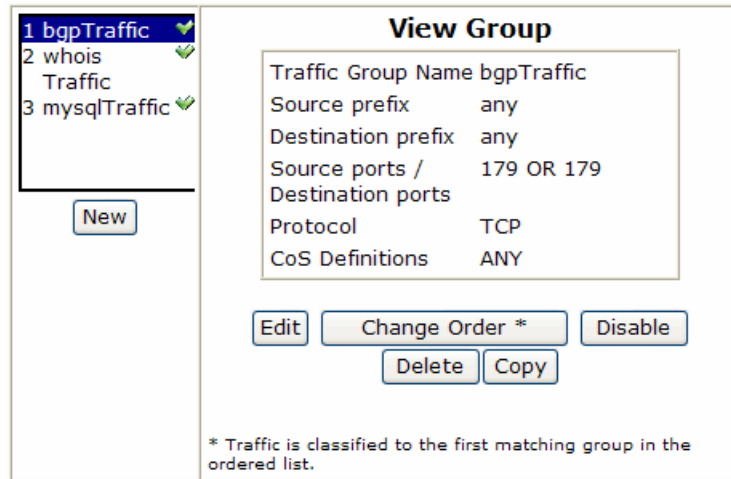 1 bgpTraffic
2 whois
Traffic
3 mysqlTraffic
New
View Group
Traffic Group Name bgpTraffic
Source prefix any
Destination prefix any
Source ports / 179 OR 179
Destination ports
Protocol TCP
CoS Definitions ANY
Edit Change Order * Disable
Delete Copy
* Traffic is classified to the first matching group in the
ordered list.